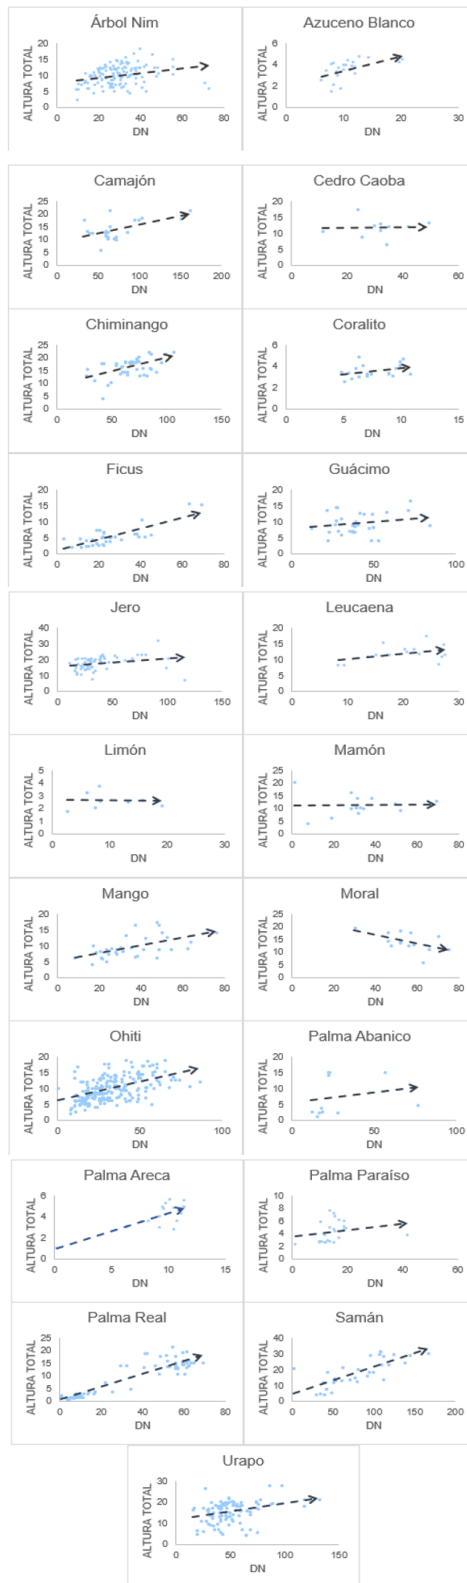 Árbol Nim
Azuceno Blanco
ALTURA TOTAL
20
15
10
5
0
0 20 40 60 80
DN
ALTURA TOTAL
6
4
2
0
0 10 20 30
DN
Camajón
Cedro Caoba
ALTURA TOTAL
25
20
15
10
5
0
0 50 100 150 200
DN
ALTURA TOTAL
20
15
10
5
0
0 20 40 60
DN
Chiminango
Coralito
ALTURA TOTAL
25
20
15
10
5
0
0 50 100 150
DN
ALTURA TOTAL
6
4
2
0
0 5 10 15
DN
Ficus
Guácimo
ALTURA TOTAL
20
15
10
5
0
0 20 40 60 80
DN
ALTURA TOTAL
20
15
10
5
0
0 50 100
DN
Jero
Leucaena
ALTURA TOTAL
40
30
20
10
0
0 50 100 150
DN
ALTURA TOTAL
20
15
10
5
0
0 10 20 30
DN
Limón
Mamón
ALTURA TOTAL
5
4
3
2
1
0
0 10 20 30
DN
ALTURA TOTAL
25
20
15
10
5
0
0 20 40 60 80
DN
Mango
Moral
ALTURA TOTAL
20
15
10
5
0
0 20 40 60 80
DN
ALTURA TOTAL
25
20
15
10
5
0
0 20 40 60 80
DN
Ohiti
Palma Abanico
ALTURA TOTAL
20
15
10
5
0
0 50 100
DN
ALTURA TOTAL
20
15
10
5
0
0 50 100
DN
Palma Areca
Palma Paraíso
ALTURA TOTAL
6
4
2
0
0 5 10 15
DN
ALTURA TOTAL
10
8
6
4
2
0
0 20 40 60
DN
Palma Real
Samán
ALTURA TOTAL
25
20
15
10
5
0
0 20 40 60 80
DN
ALTURA TOTAL
40
30
20
10
0
0 50 100 150 200
DN
Urapo
ALTURA TOTAL
30
20
10
0
0 50 100 150
DN